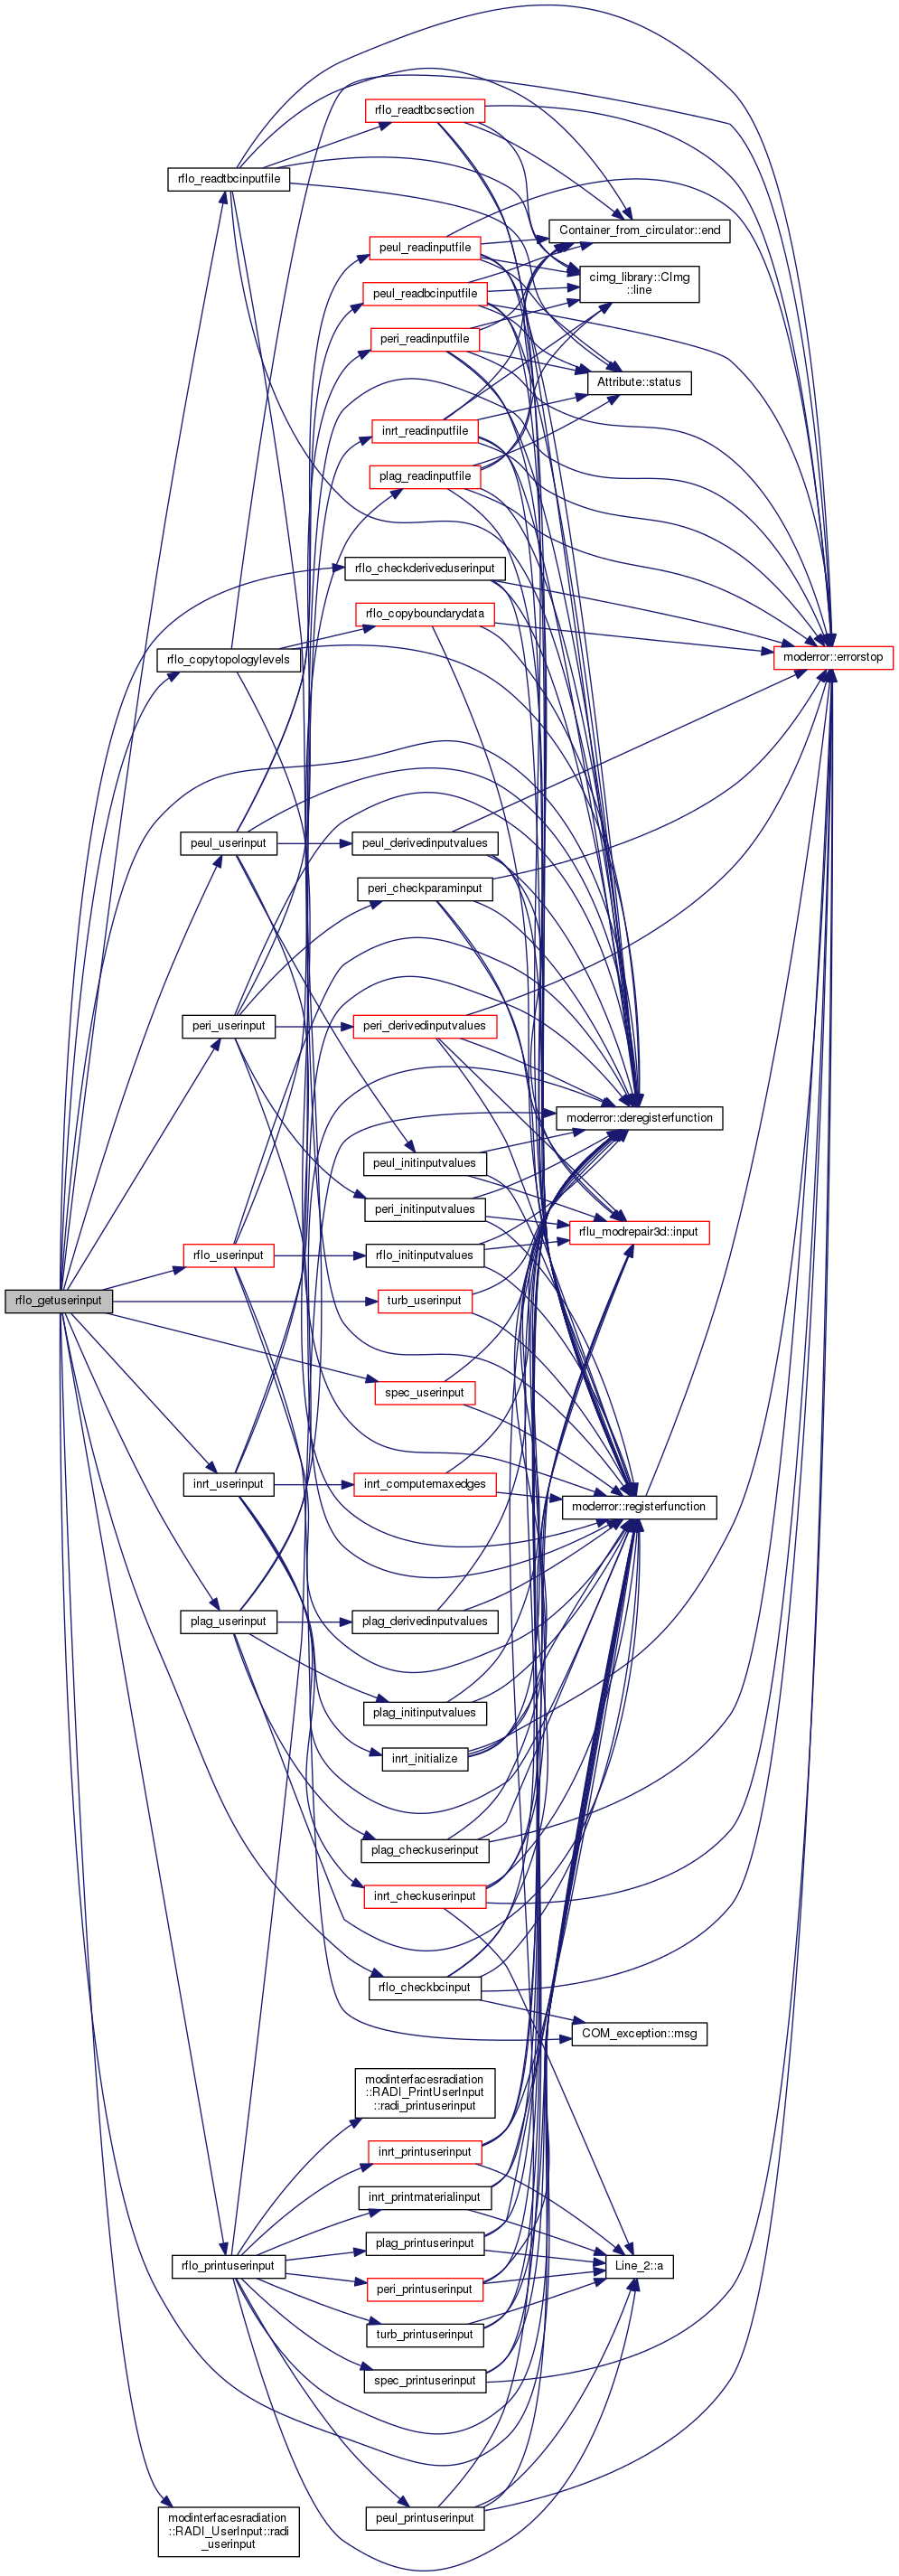 rflo_readtbcsection
rflo_readtbcinputfile
Container_from_circulator::end
peul_readinputfile
cimg_library::CImg
::line
peul_readbcinputfile
peri_readinputfile
Attribute::status
inrt_readinputfile
plag_readinputfile
rflo_checkderiveduserinput
rflo_copyboundarydata
rflo_copytopologylevels
moderror::errorstop
peul_userinput
peul_derivedinputvalues
peri_checkparaminput
peri_userinput
peri_derivedinputvalues
moderror::deregisterfunction
peul_initinputvalues
peri_initinputvalues
rflu_modrepair3d::input
rflo_userinput
rflo_initinputvalues
rflo_getuserinput
turb_userinput
spec_userinput
inrt_userinput
inrt_computemaxedges
moderror::registerfunction
plag_userinput
plag_derivedinputvalues
plag_initinputvalues
inrt_initialize
plag_checkuserinput
inrt_checkuserinput
rflo_checkbcinput
COM_exception::msg
modinterfacesradiation
::RADI_PrintUserInput
::radi_printuserinput
inrt_printuserinput
inrt_printmaterialinput
plag_printuserinput
rflo_printuserinput
Line_2::a
peri_printuserinput
turb_printuserinput
spec_printuserinput
peul_printuserinput
modinterfacesradiation
::RADI_UserInput::radi
_userinput